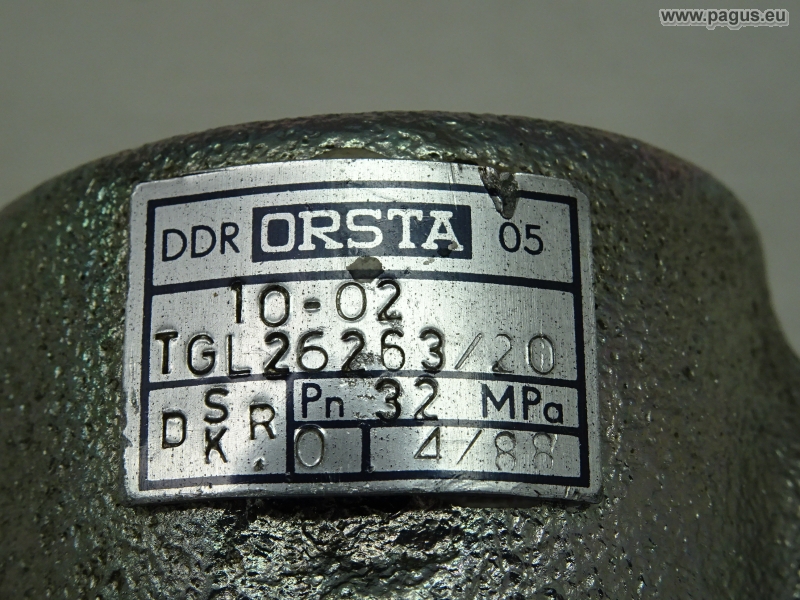 www.pagus.eu
DDR ORSTA 05
10-02
TGL 26263/20
D S K R
Pn 32 MPa
0 4/88